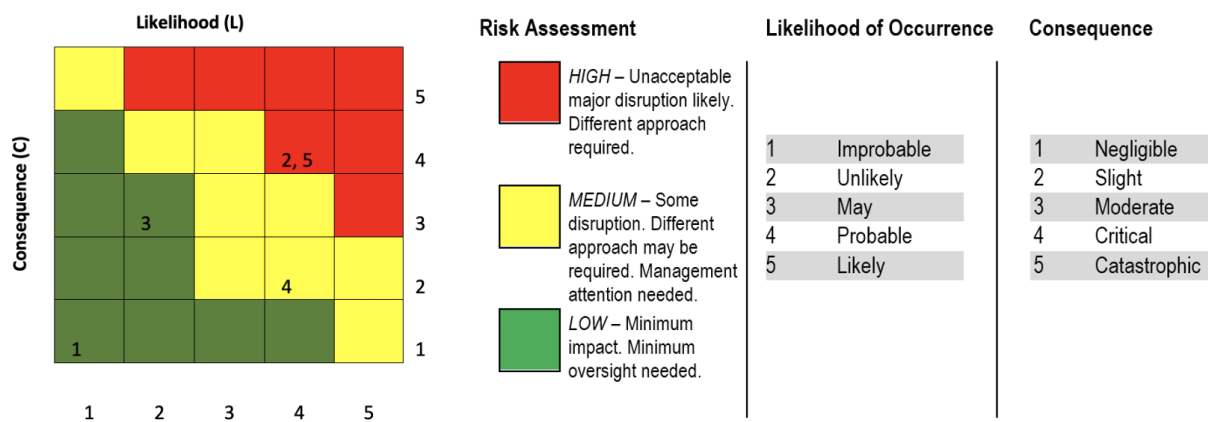 Likelihood (L)
Consequence (C)
5
4
2, 5
3
3
4
2
1
1
1 2 3 4 5
Risk Assessment
HIGH – Unacceptable
major disruption likely.
Different approach
required.
MEDIUM – Some
disruption. Different
approach may be
required. Management
attention needed.
LOW – Minimum
impact. Minimum
oversight needed.
Likelihood of Occurrence
1 Improbable
2 Unlikely
3 May
4 Probable
5 Likely
Consequence
1 Negligible
2 Slight
3 Moderate
4 Critical
5 Catastrophic